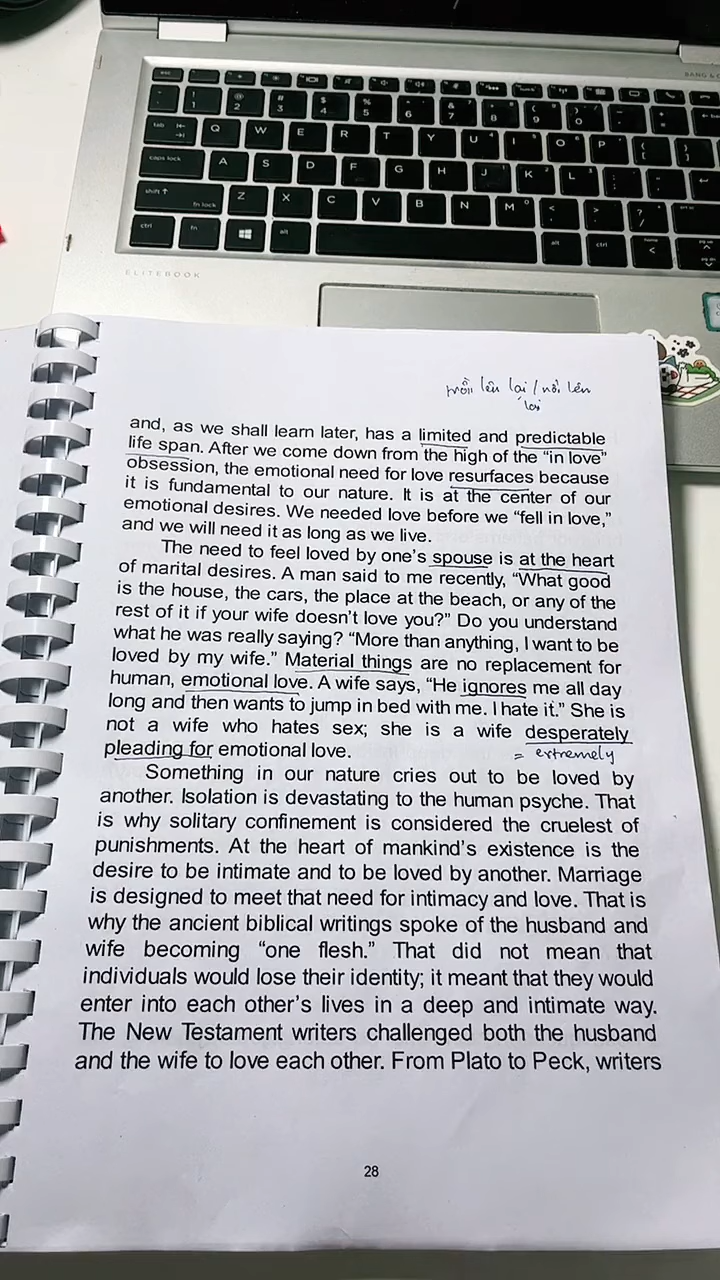 BANG & O
esc
tab
Q W E R T Y U I O P
caps lock
A S D F G H J K L
shift ↑
fn lock
Z X C V B N M
ctrl fn alt alt ctrl
ELITEBOOK
lên lại / nổi lên
lại
and, as we shall learn later, has a limited and predictable
life span. After we come down from the high of the “in love”
obsession, the emotional need for love resurfaces because
it is fundamental to our nature. It is at the center of our
emotional desires. We needed love before we “fell in love,”
and we will need it as long as we live.
The need to feel loved by one’s spouse is at the heart
of marital desires. A man said to me recently, “What good
is the house, the cars, the place at the beach, or any of the
rest of it if your wife doesn’t love you?” Do you understand
what he was really saying? “More than anything, I want to be
loved by my wife.” Material things are no replacement for
human, emotional love. A wife says, “He ignores me all day
long and then wants to jump in bed with me. I hate it.” She is
not a wife who hates sex; she is a wife desperately
pleading for emotional love.
= extremely
Something in our nature cries out to be loved by
another. Isolation is devastating to the human psyche. That
is why solitary confinement is considered the cruelest of
punishments. At the heart of mankind’s existence is the
desire to be intimate and to be loved by another. Marriage
is designed to meet that need for intimacy and love. That is
why the ancient biblical writings spoke of the husband and
wife becoming “one flesh.” That did not mean that
individuals would lose their identity; it meant that they would
enter into each other’s lives in a deep and intimate way.
The New Testament writers challenged both the husband
and the wife to love each other. From Plato to Peck, writers
28